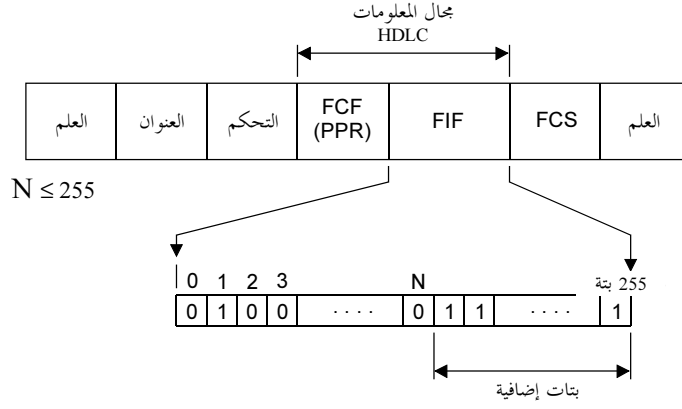 مجال المعلومات
HDLC
العلم العنوان التحكم FCF (PPR) FIF FCS العلم
N ≤ 255
0 1 2 3 N 255 بتة
0 1 0 0 .... 0 1 1 .... 1
بتات إضافية